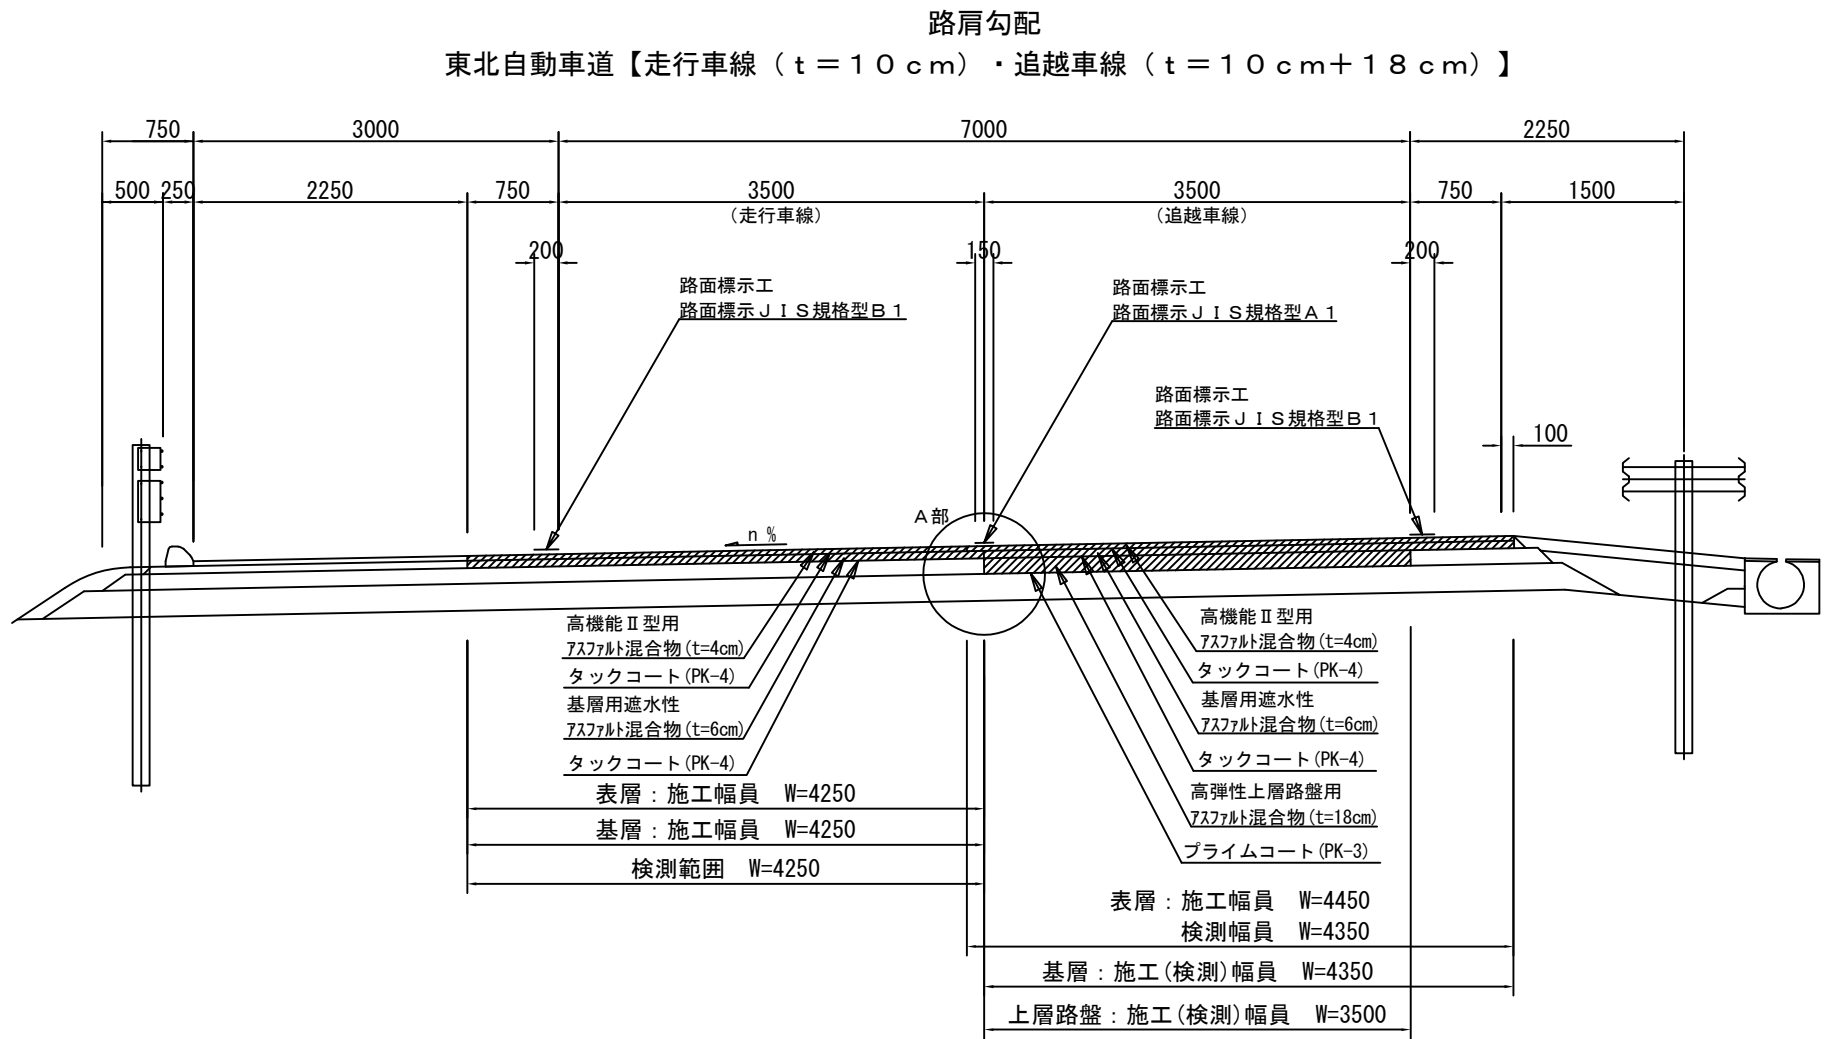 路肩勾配
東北自動車道【走行車線（ｔ＝１０ｃｍ）・追越車線（ｔ＝１０ｃｍ＋１８ｃｍ）】
750
3000
7000
2250
500
250
2250
750
3500
(走行車線)
3500
(追越車線)
750
1500
200
150
200
路面標示工
路面標示ＪＩＳ規格型Ｂ１
路面標示工
路面標示ＪＩＳ規格型Ａ１
路面標示工
路面標示ＪＩＳ規格型Ｂ１
100
A部
n %
高機能Ⅱ型用
ｱｽﾌｧﾙﾄ混合物(t=4cm)
タックコート(PK-4)
基層用遮水性
ｱｽﾌｧﾙﾄ混合物(t=6cm)
タックコート(PK-4)
高機能Ⅱ型用
ｱｽﾌｧﾙﾄ混合物(t=4cm)
タックコート(PK-4)
基層用遮水性
ｱｽﾌｧﾙﾄ混合物(t=6cm)
タックコート(PK-4)
高弾性上層路盤用
ｱｽﾌｧﾙﾄ混合物(t=18cm)
プライムコート(PK-3)
表層：施工幅員　W=4250
基層：施工幅員　W=4250
検測範囲　W=4250
表層：施工幅員　W=4450
検測幅員　W=4350
基層：施工(検測)幅員　W=4350
上層路盤：施工(検測)幅員　W=3500